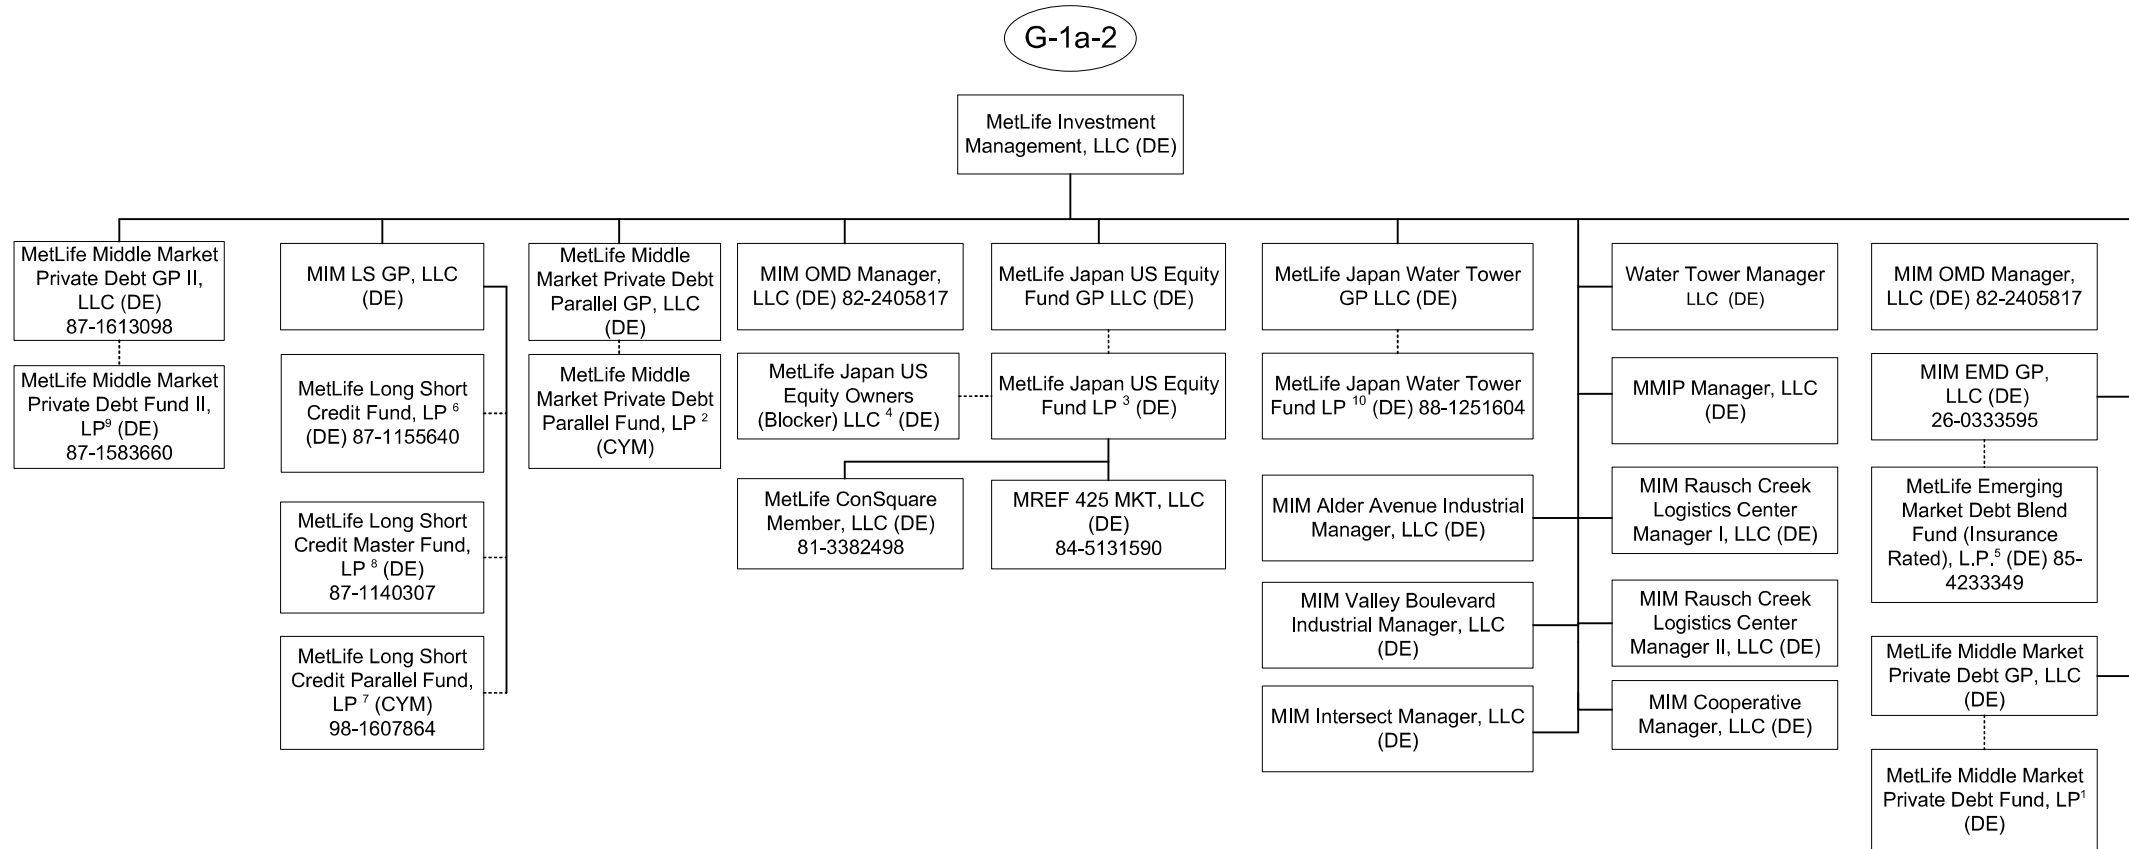 G-1a-2
MetLife Investment
Management, LLC (DE)
MetLife Middle Market
Private Debt GP II,
LLC (DE)
87-1613098
MetLife Middle Market
Private Debt Fund II,
LP⁹ (DE)
87-1583660
MIM LS GP, LLC
(DE)
MetLife Long Short
Credit Fund, LP ⁶
(DE) 87-1155640
MetLife Long Short
Credit Master Fund,
LP ⁸ (DE)
87-1140307
MetLife Long Short
Credit Parallel Fund,
LP ⁷ (CYM)
98-1607864
MetLife Middle
Market Private Debt
Parallel GP, LLC
(DE)
MetLife Middle
Market Private Debt
Parallel Fund, LP ²
(CYM)
MIM OMD Manager,
LLC (DE) 82-2405817
MetLife Japan US
Equity Owners
(Blocker) LLC ⁴ (DE)
MetLife ConSquare
Member, LLC (DE)
81-3382498
MetLife Japan US Equity
Fund GP LLC (DE)
MetLife Japan US Equity
Fund LP ³ (DE)
MREF 425 MKT, LLC
(DE)
84-5131590
MetLife Japan Water Tower
GP LLC (DE)
MetLife Japan Water Tower
Fund LP ¹⁰ (DE) 88-1251604
MIM Alder Avenue Industrial
Manager, LLC (DE)
MIM Valley Boulevard
Industrial Manager, LLC
(DE)
MIM Intersect Manager, LLC
(DE)
Water Tower Manager
LLC (DE)
MMIP Manager, LLC
(DE)
MIM Rausch Creek
Logistics Center
Manager I, LLC (DE)
MIM Rausch Creek
Logistics Center
Manager II, LLC (DE)
MIM Cooperative
Manager, LLC (DE)
MIM OMD Manager,
LLC (DE) 82-2405817
MIM EMD GP,
LLC (DE)
26-0333595
MetLife Emerging
Market Debt Blend
Fund (Insurance
Rated), L.P.⁵ (DE) 85-
4233349
MetLife Middle Market
Private Debt GP, LLC
(DE)
MetLife Middle Market
Private Debt Fund, LP¹
(DE)